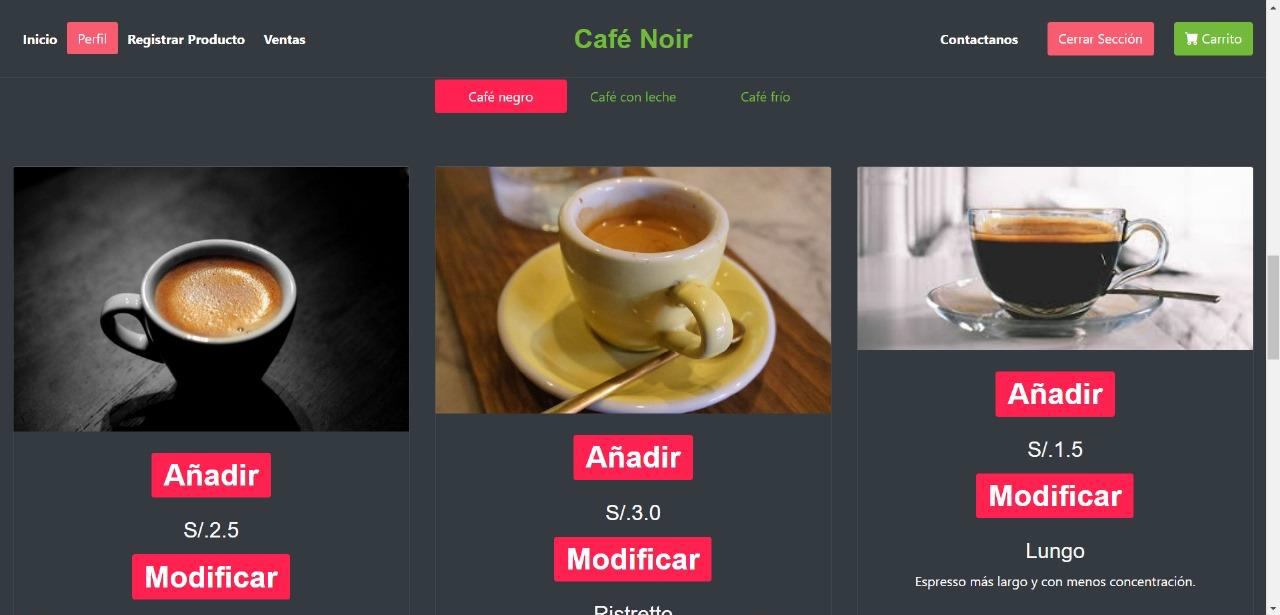 Inicio Perfil Registrar Producto Ventas Café Noir Contactanos Cerrar Sección Carrito
Café negro Café con leche Café frío
Añadir
S/.2.5
Modificar
Añadir
S/.3.0
Modificar
Ristretto
Añadir
S/.1.5
Modificar
Lungo
Espresso más largo y con menos concentración.